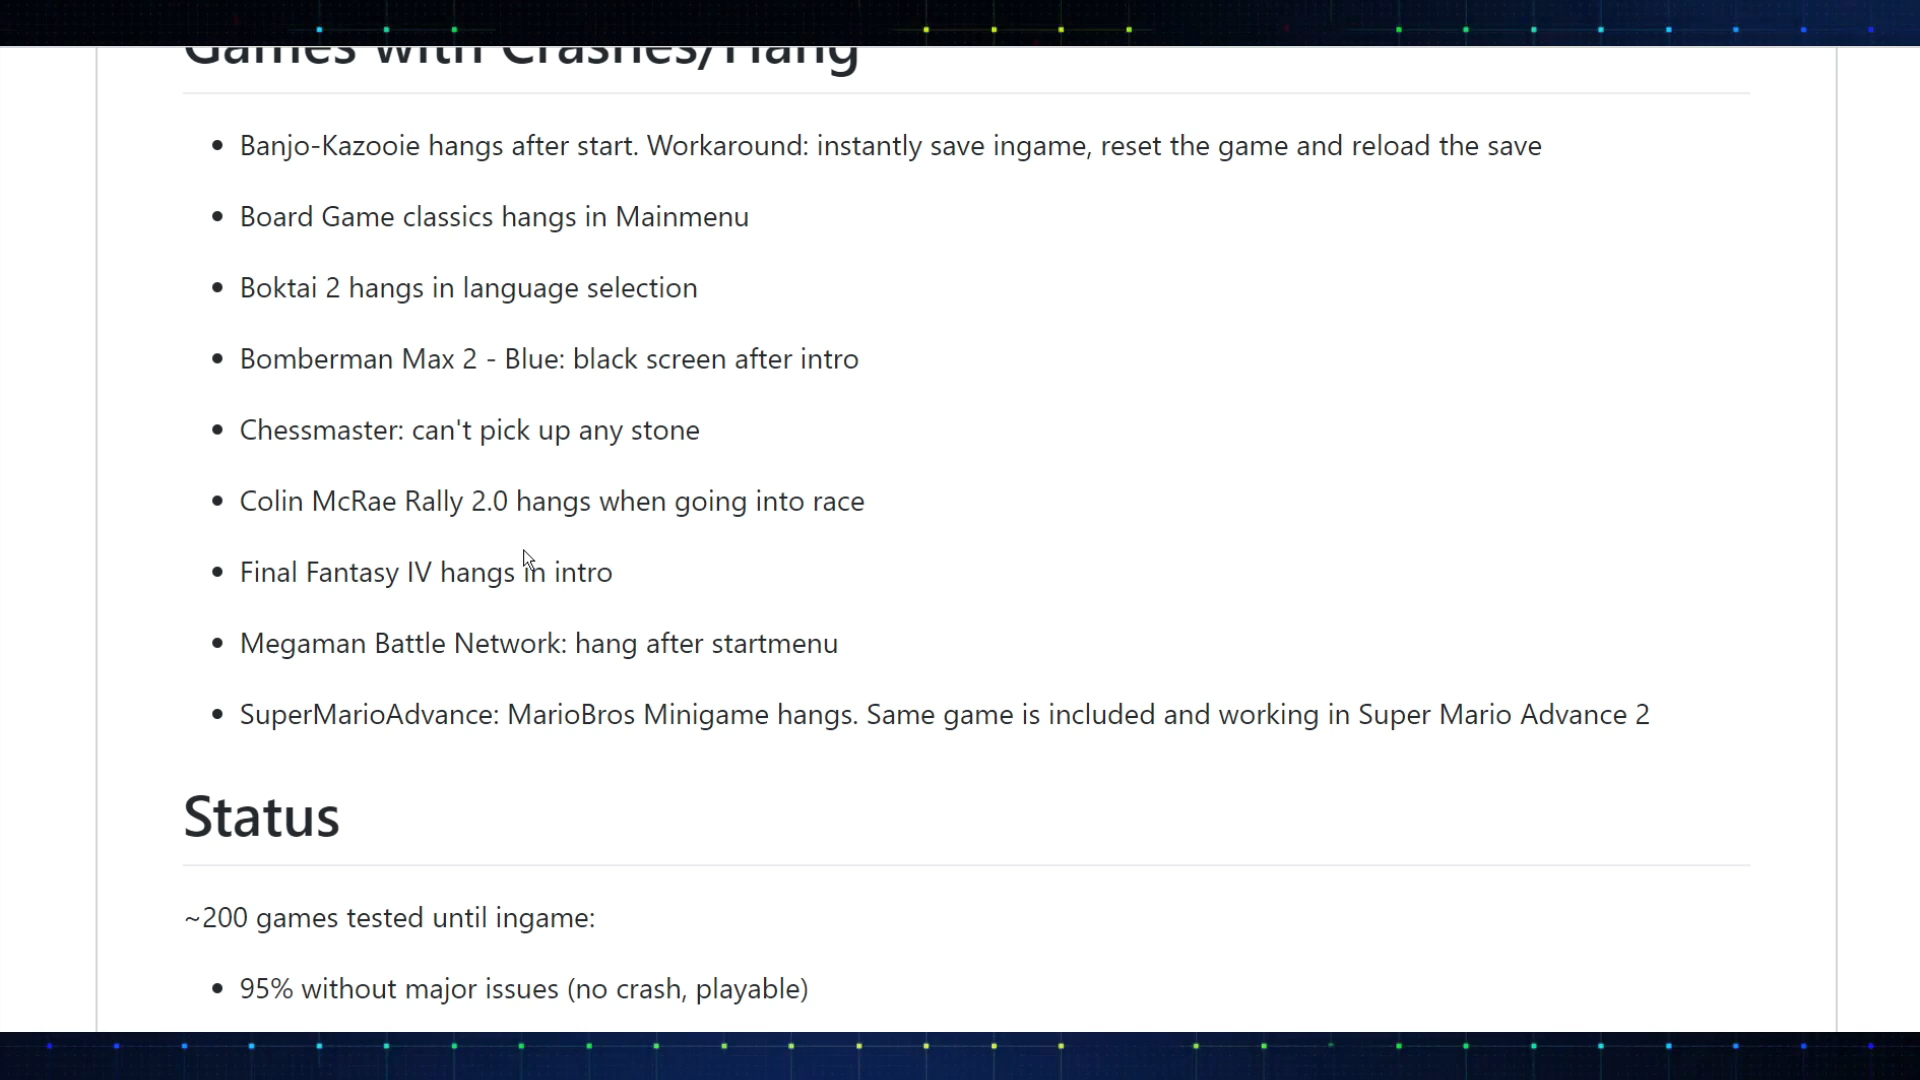 Games with Crashes/Hang
Banjo-Kazooie hangs after start. Workaround: instantly save ingame, reset the game and reload the save
Board Game classics hangs in Mainmenu
Boktai 2 hangs in language selection
Bomberman Max 2 - Blue: black screen after intro
Chessmaster: can't pick up any stone
Colin McRae Rally 2.0 hangs when going into race
Final Fantasy IV hangs in intro
Megaman Battle Network: hang after startmenu
SuperMarioAdvance: MarioBros Minigame hangs. Same game is included and working in Super Mario Advance 2
Status
~200 games tested until ingame:
95% without major issues (no crash, playable)